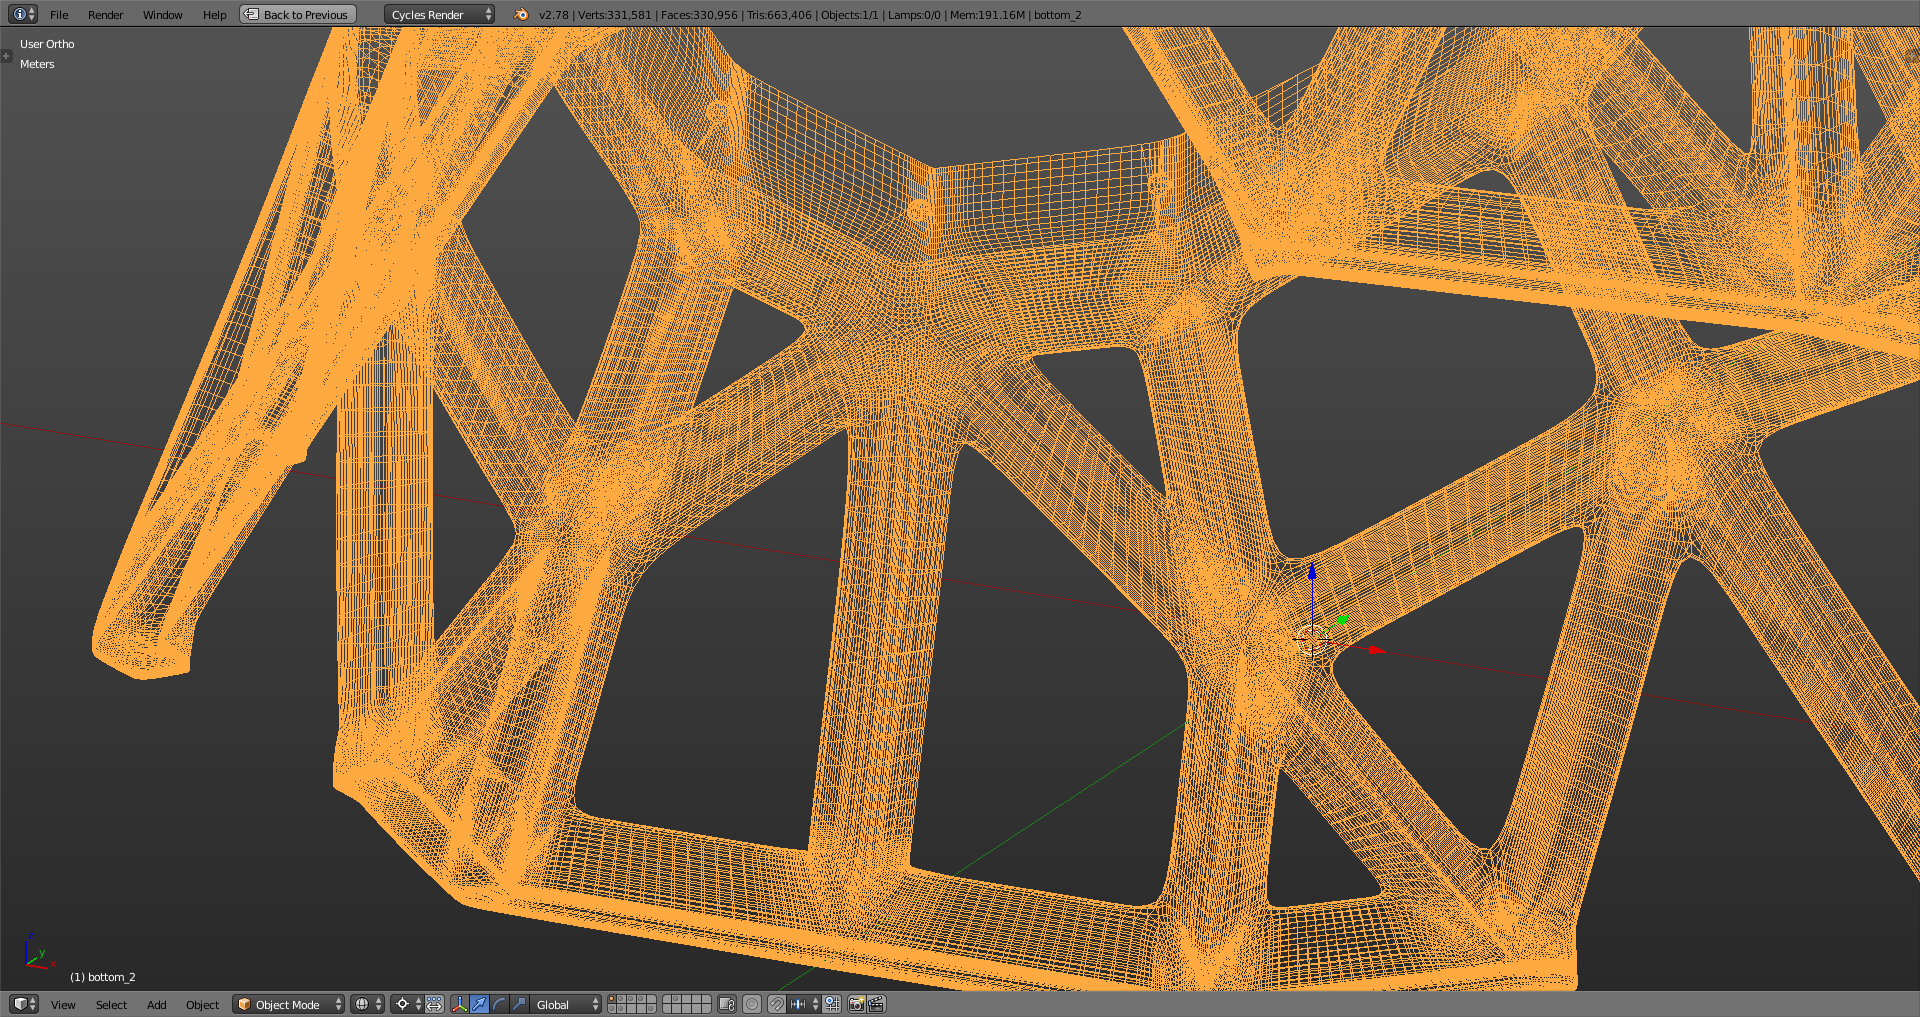 File Render Window Help Back to Previous Cycles Render v2.78 | Verts:331,581 | Faces:330,956 | Tris:663,406 | Objects:1/1 | Lamps:0/0 | Mem:191.16M | bottom_2
User Ortho
Meters
z
y
x
(1) bottom_2
View Select Add Object Object Mode Global